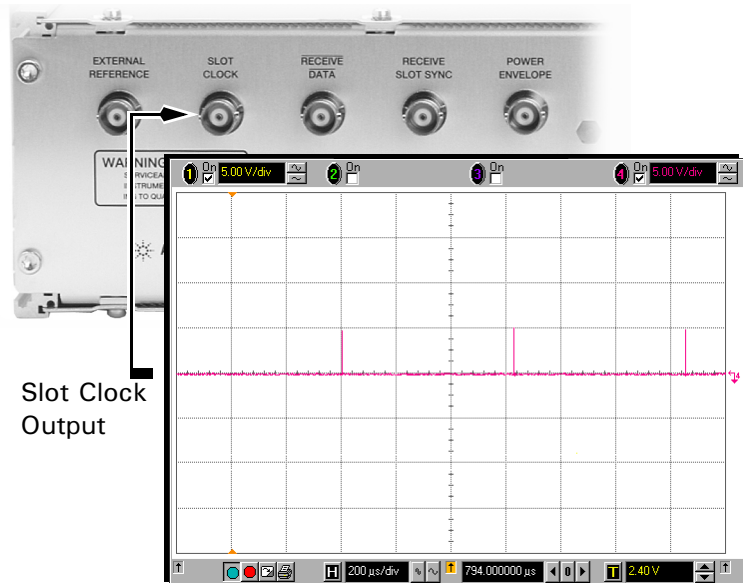 EXTERNAL
REFERENCE
SLOT
CLOCK
RECEIVE
DATA
RECEIVE
SLOT SYNC
POWER
ENVELOPE
WARNING
INSTRUME
Slot Clock
Output
1 On 5.00 V/div
2 On
3 On
4 On 5.00 V/div
4
H 200 µs/div
794.000000 µs
0
T 2.40 V